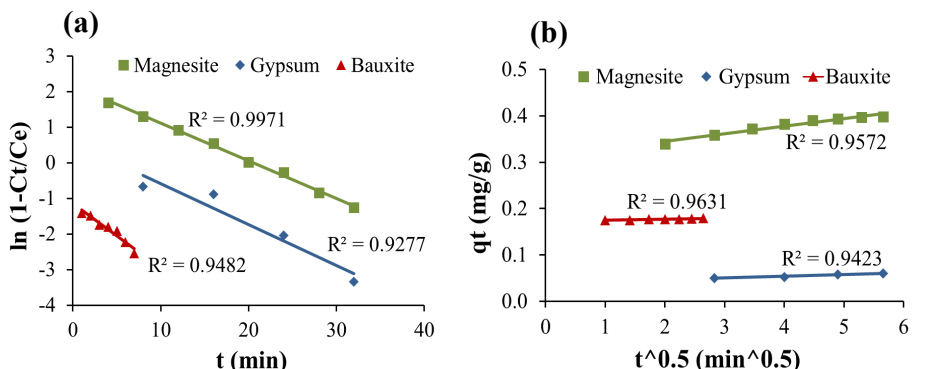 (a)
3
2
1
0
-1
-2
-3
-4
ln (1-Ct/Ce)
Magnesite Gypsum Bauxite
R² = 0.9971
R² = 0.9277
R² = 0.9482
0 10 20 30 40
t (min)
(b)
0.5
0.4
0.3
0.2
0.1
0.0
qt (mg/g)
Magnesite Gypsum Bauxite
R² = 0.9572
R² = 0.9631
R² = 0.9423
0 1 2 3 4 5 6
t^0.5 (min^0.5)